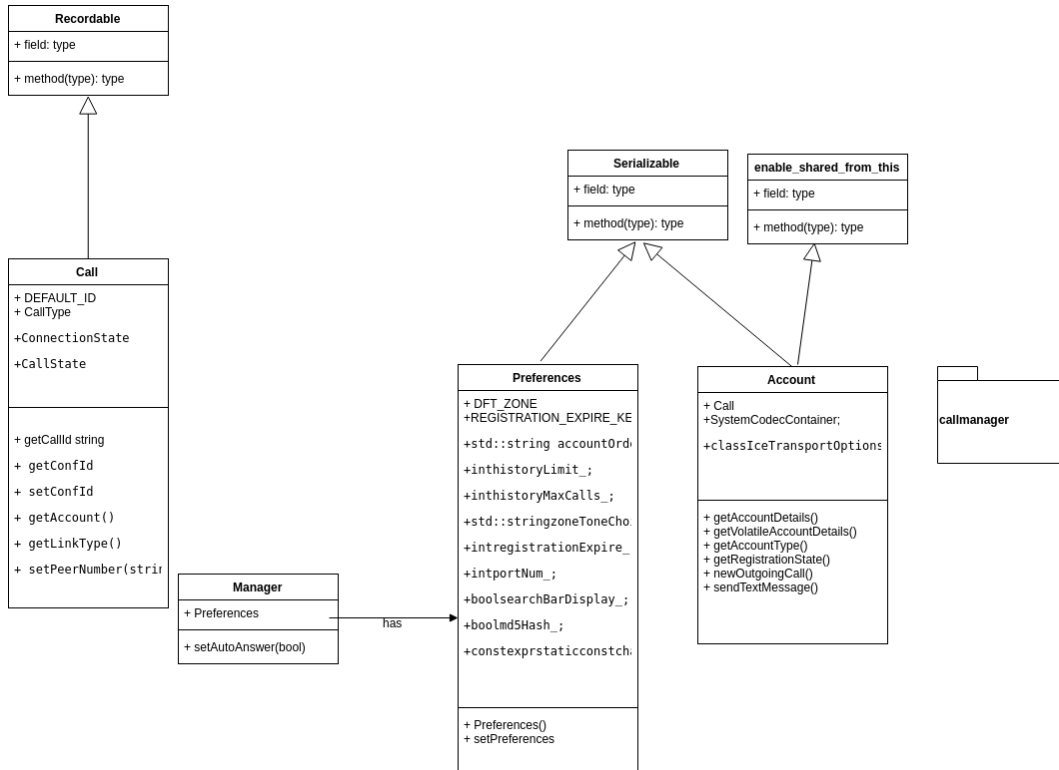 Recordable
+ field: type
+ method(type): type
Serializable
+ field: type
+ method(type): type
enable_shared_from_this
+ field: type
+ method(type): type
Call
+ DEFAULT_ID
+ CallType
+ConnectionState
+CallState
+ getCallId string
+ getConfId
+ setConfId
+ getAccount()
+ getLinkType()
+ setPeerNumber(strin
Manager
+ Preferences
+ setAutoAnswer(bool)
has
Preferences
+ DFT_ZONE
+REGISTRATION_EXPIRE_KE
+std::string accountOrd
+inthistoryLimit_;
+inthistoryMaxCalls_;
+std::stringzoneToneChoi
+intregistrationExpire_
+intportNum_;
+boolsearchBarDisplay_;
+boolmd5Hash_;
+constexprstaticconstcha
+ Preferences()
+ setPreferences
Account
+ Call
+SystemCodecContainer;
+classIceTransportOptions
+ getAccountDetails()
+ getVolatileAccountDetails()
+ getAccountType()
+ getRegistrationState()
+ newOutgoingCall()
+ sendTextMessage()
callmanager